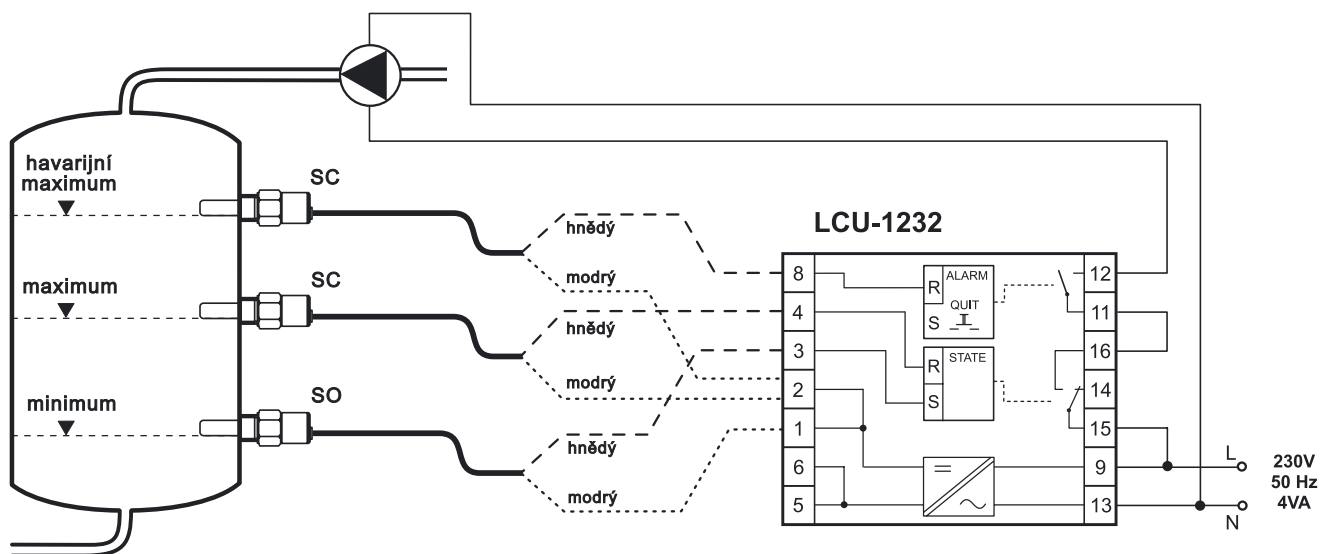 havarijní
maximum
SC
hnědý
modrý
maximum
SC
hnědý
modrý
minimum
SO
hnědý
modrý
LCU-1232
8
4
3
2
1
6
5
R
ALARM
QUIT
S
R
STATE
S
12
11
16
14
15
9
13
L
N
230V
50 Hz
4VA